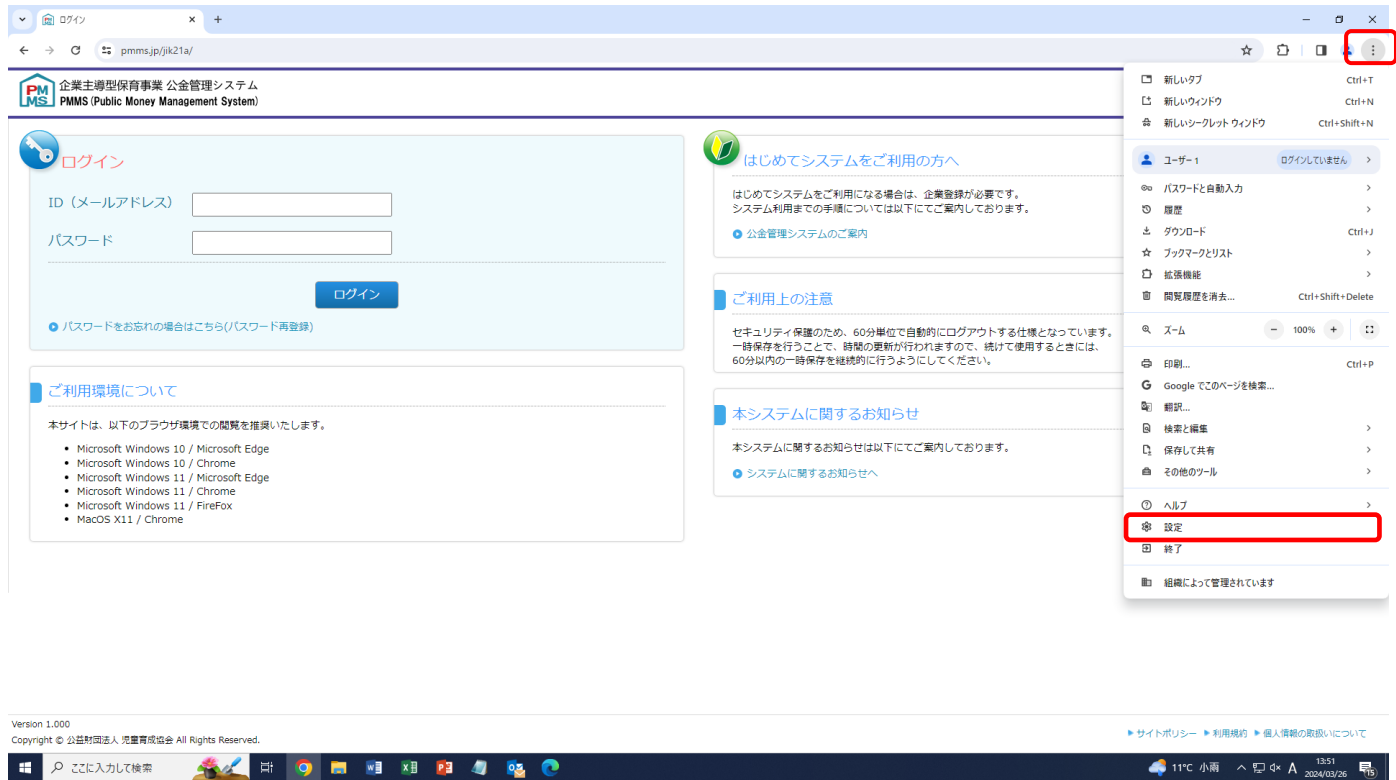 ログイン
pmms.jp/jik21a/
PMMS
企業主導型保育事業 公金管理システム
PMMS (Public Money Management System)
ログイン
ID（メールアドレス）
パスワード
ログイン
パスワードをお忘れの場合はこちら(パスワード再登録)
ご利用環境について
本サイトは、以下のブラウザ環境での閲覧を推奨いたします。
Microsoft Windows 10 / Microsoft Edge
Microsoft Windows 10 / Chrome
Microsoft Windows 11 / Microsoft Edge
Microsoft Windows 11 / Chrome
Microsoft Windows 11 / FireFox
MacOS X11 / Chrome
はじめてシステムをご利用の方へ
はじめてシステムをご利用になる場合は、企業登録が必要です。
システム利用までの手順については以下にてご案内しております。
公金管理システムのご案内
ご利用上の注意
セキュリティ保護のため、60分単位で自動的にログアウトする仕様となっています。
一時保存を行うことで、時間の更新が行われますので、続けて使用するときには、
60分以内の一時保存を継続的に行うようにしてください。
本システムに関するお知らせ
本システムに関するお知らせは以下にてご案内しております。
システムに関するお知らせへ
新しいタブ Ctrl+T
新しいウィンドウ Ctrl+N
新しいシークレット ウィンドウ Ctrl+Shift+N
ユーザー 1 ログインしていません
パスワードと自動入力
履歴
ダウンロード Ctrl+J
ブックマークとリスト
拡張機能
閲覧履歴を消去... Ctrl+Shift+Delete
ズーム - 100% +
印刷... Ctrl+P
Google でこのページを検索...
翻訳...
検索と編集
保存して共有
その他のツール
ヘルプ
設定
終了
組織によって管理されています
Version 1.000
Copyright © 公益財団法人 児童育成協会 All Rights Reserved.
サイトポリシー 利用規約 個人情報の取扱いについて
ここに入力して検索
11°C 小雨 A 13:51
2024/03/26
15